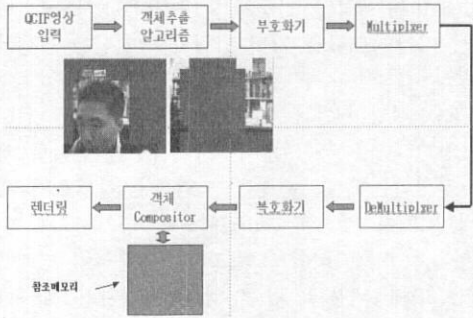 QCIF영상
입력
객체추출
알고리즘
부호화기
Multiplxer
렌더링
객체
Compositor
복호화기
DeMultiplxer
참조메모리